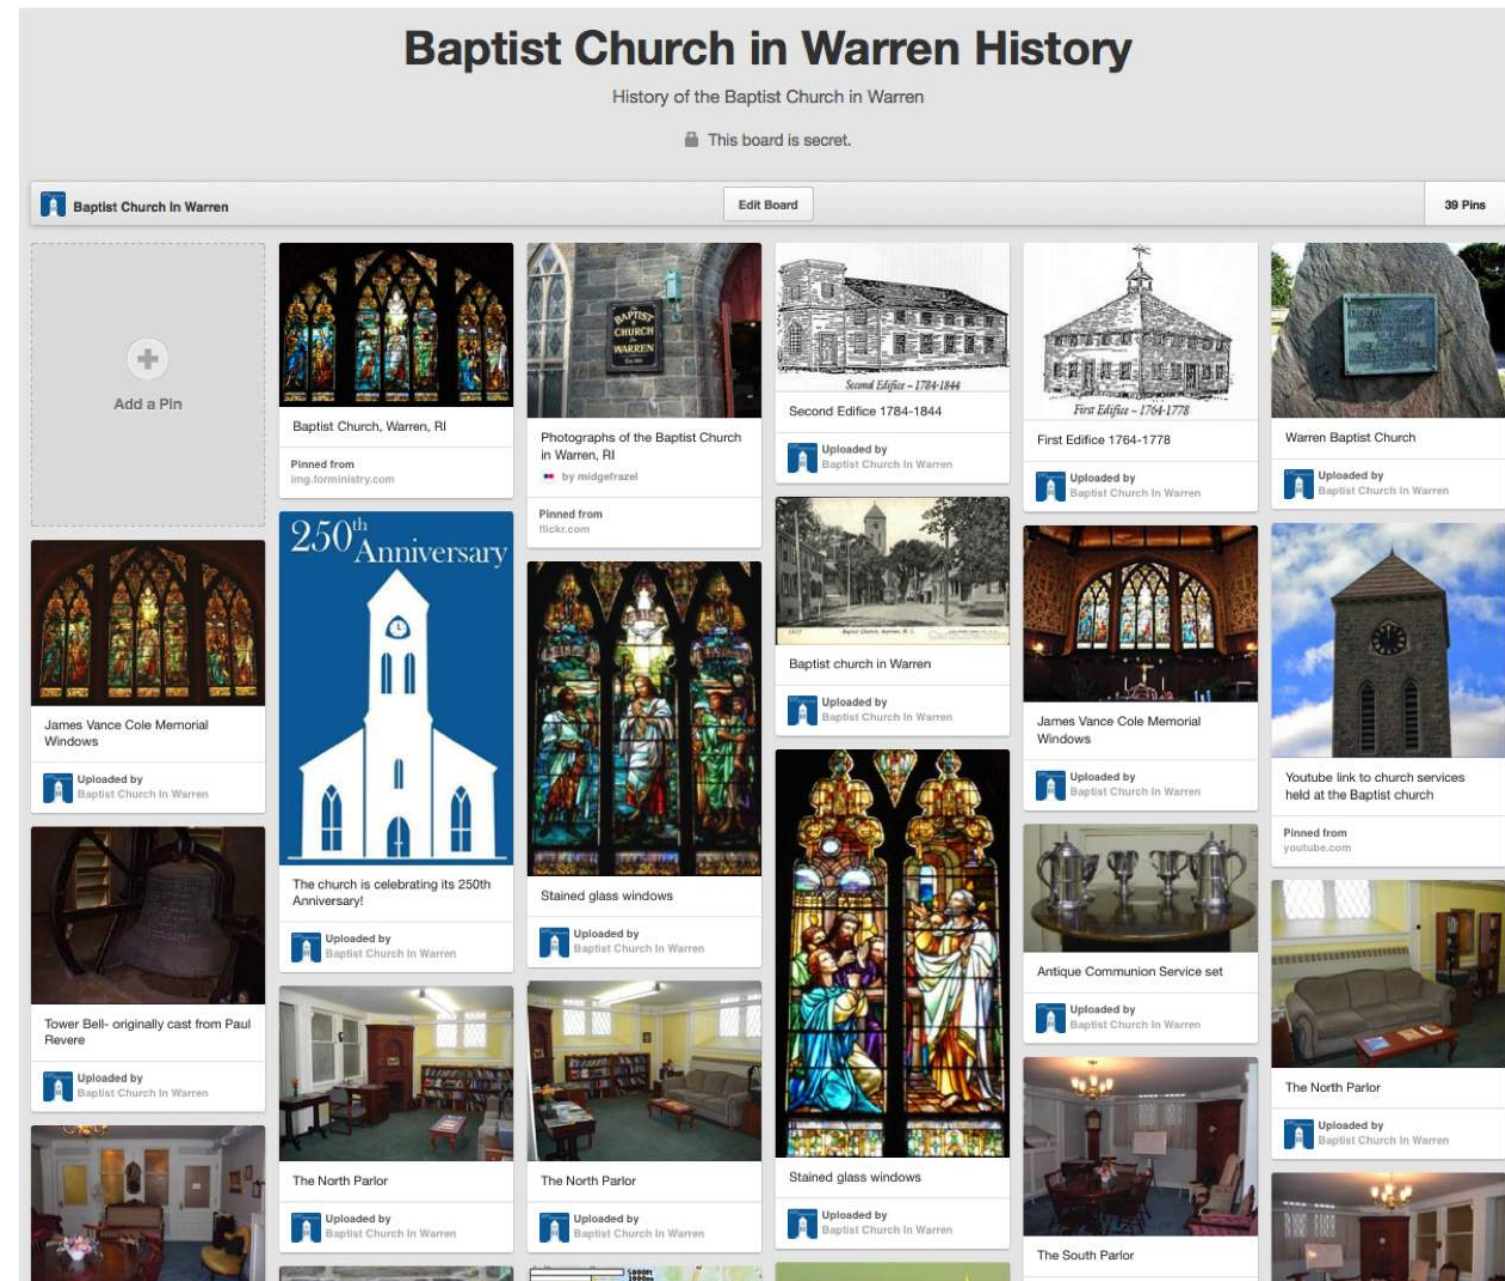 Baptist Church in Warren History
History of the Baptist Church in Warren
This board is secret.
Baptist Church In Warren
Edit Board
39 Pins
Add a Pin
James Vance Cole Memorial
Windows
Uploaded by
Baptist Church In Warren
Tower Bell- originally cast from Paul
Revere
Uploaded by
Baptist Church In Warren
Baptist Church, Warren, RI
Pinned from
img.forministry.com
250th
Anniversary
The church is celebrating its 250th
Anniversary!
Uploaded by
Baptist Church In Warren
The North Parlor
Uploaded by
Baptist Church In Warren
BAPTIST
CHURCH
WARREN
Photographs of the Baptist Church
in Warren, RI
by midgefrazel
Pinned from
flickr.com
Stained glass windows
Uploaded by
Baptist Church In Warren
The North Parlor
Uploaded by
Baptist Church In Warren
Second Edifice - 1784-1844
Second Edifice 1784-1844
Uploaded by
Baptist Church In Warren
Baptist Church, Warren, R. I.
Baptist church in Warren
Uploaded by
Baptist Church In Warren
Stained glass windows
Uploaded by
Baptist Church In Warren
First Edifice - 1764-1778
First Edifice 1764-1778
Uploaded by
Baptist Church In Warren
James Vance Cole Memorial
Windows
Uploaded by
Baptist Church In Warren
Antique Communion Service set
Uploaded by
Baptist Church In Warren
The South Parlor
Warren Baptist Church
Uploaded by
Baptist Church In Warren
Youtube link to church services
held at the Baptist church
Pinned from
youtube.com
The North Parlor
Uploaded by
Baptist Church In Warren